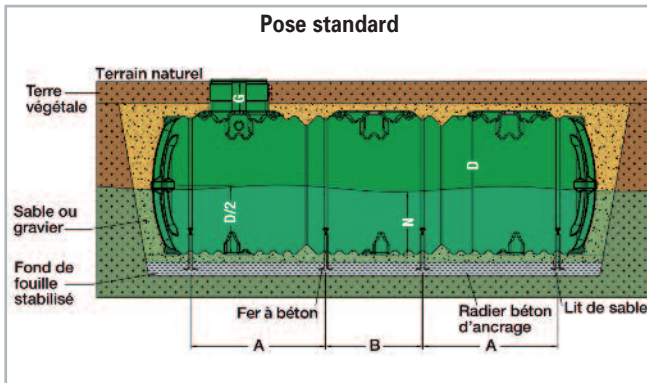 Pose standard
Terrain naturel
Terre
végétale
G
D
D/2
N
Sable ou
gravier
Fond de
fouille
stabilisé
Fer à béton
Radier béton
d'ancrage
Lit de sable
A
B
A